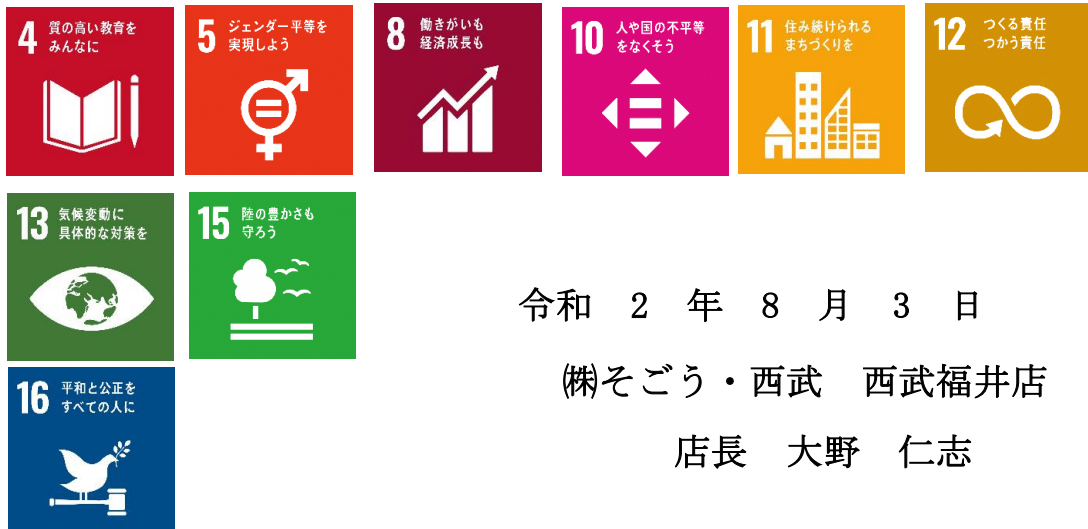 4 質の高い教育を
みんなに
5 ジェンダー平等を
実現しよう
8 働きがいも
経済成長も
10 人や国の不平等
をなくそう
11 住み続けられる
まちづくりを
12 つくる責任
つかう責任
13 気候変動に
具体的な対策を
15 陸の豊かさも
守ろう
16 平和と公正を
すべての人に
令和 2 年 8 月 3 日
㈱そごう・西武 西武福井店
店長 大野 仁志